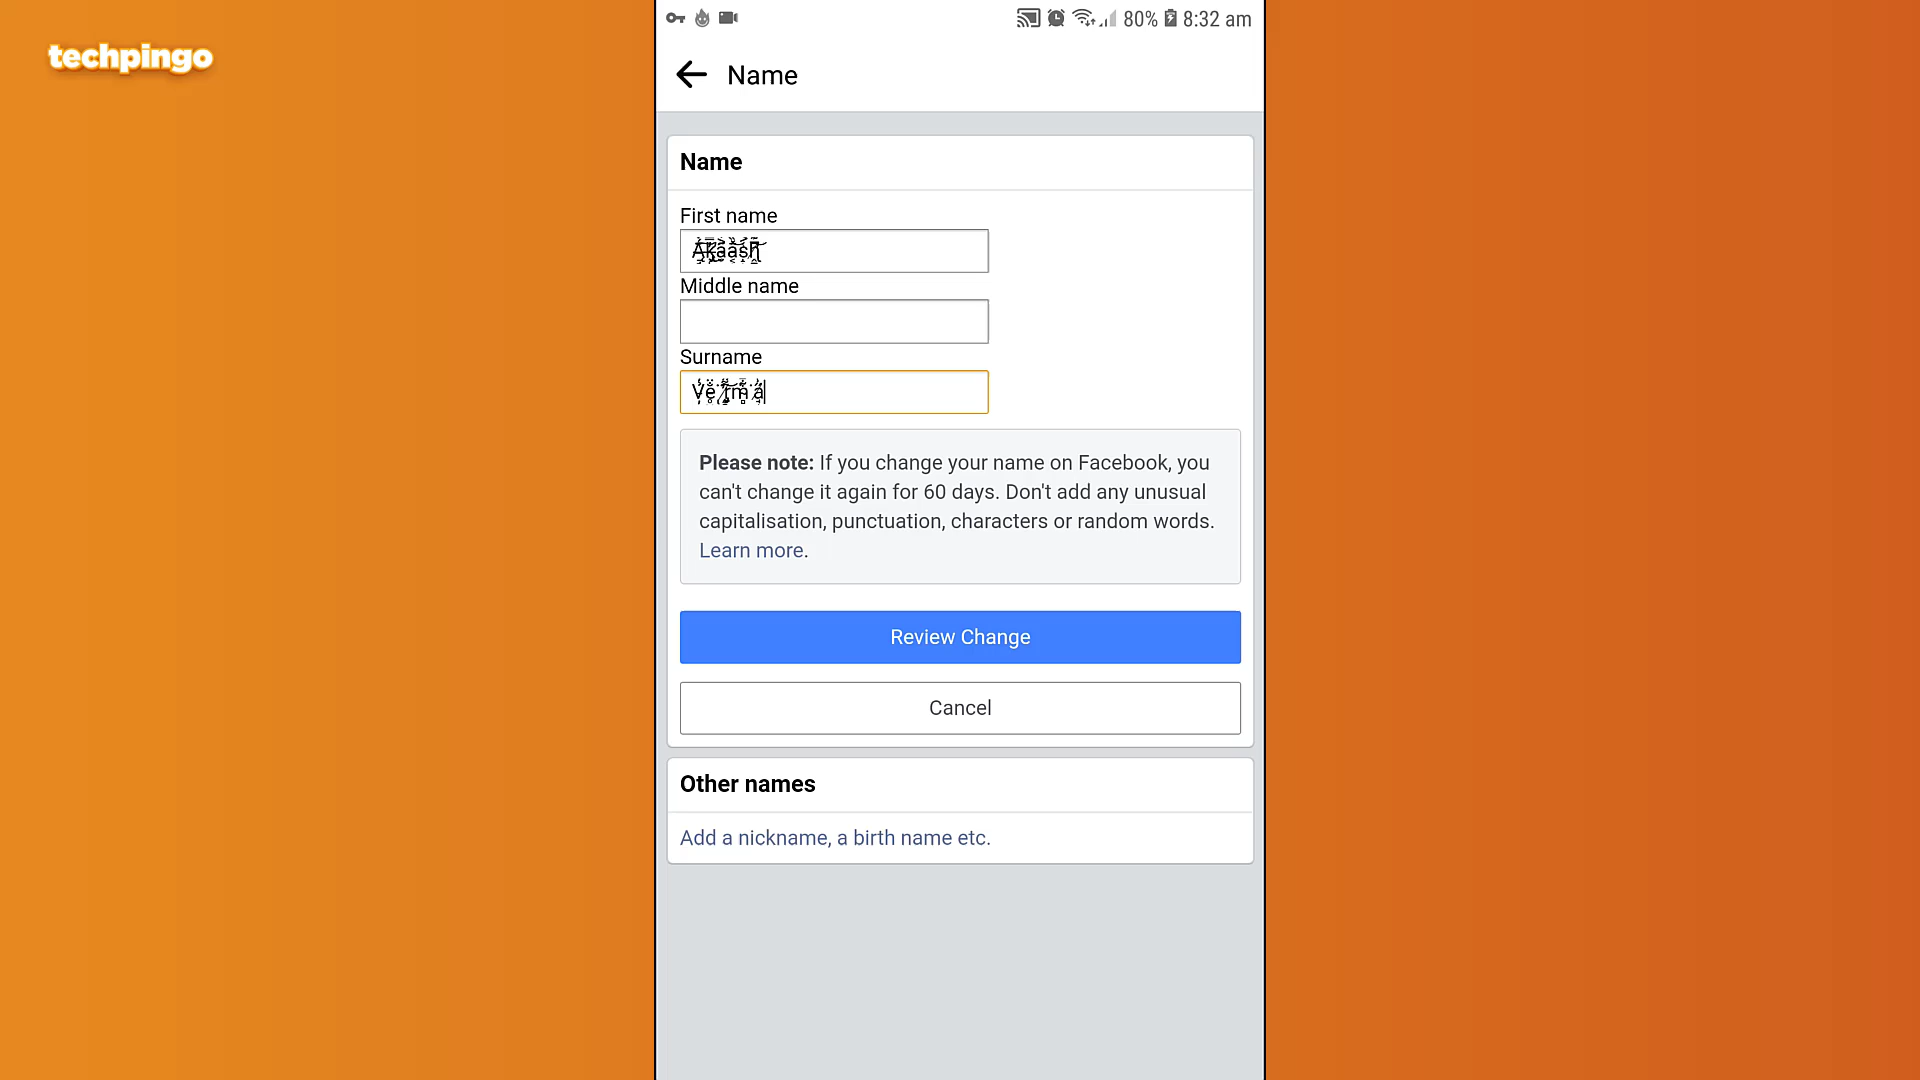 techpingo
80% 8:32 am
Name
Name
First name
Middle name
Surname
Please note: If you change your name on Facebook, you
can't change it again for 60 days. Don't add any unusual
capitalisation, punctuation, characters or random words.
Learn more.
Review Change
Cancel
Other names
Add a nickname, a birth name etc.